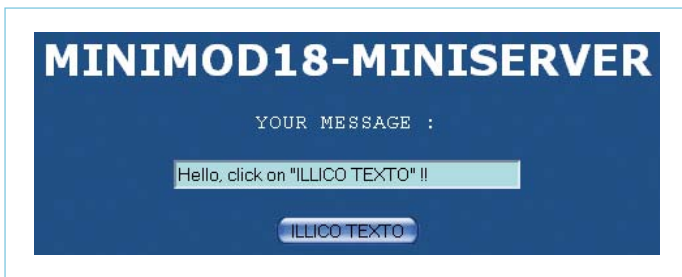 MINIMOD18-MINISERVER
YOUR MESSAGE :
Hello, click on "ILLICO TEXTO" !!
ILLICO TEXTO